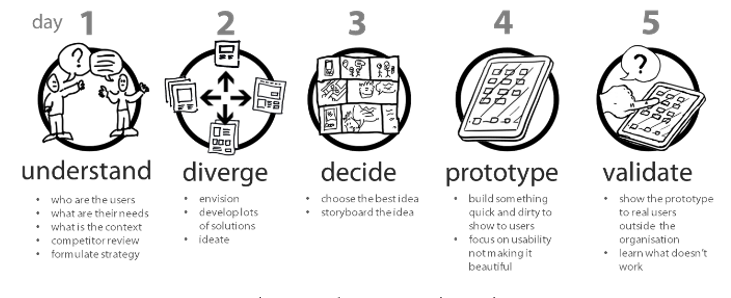 day 1 2 3 4 5
?
?
understand diverge decide prototype validate
• who are the users
• what are their needs
• what is the context
• competitor review
• formulate strategy
• envision
• develop lots
of solutions
• ideate
• choose the best idea
• storyboard the idea
• build something
quick and dirty to
show to users
• focus on usability
not making it
beautiful
• show the prototype
to real users
outside the
organisation
• learn what doesn't
work